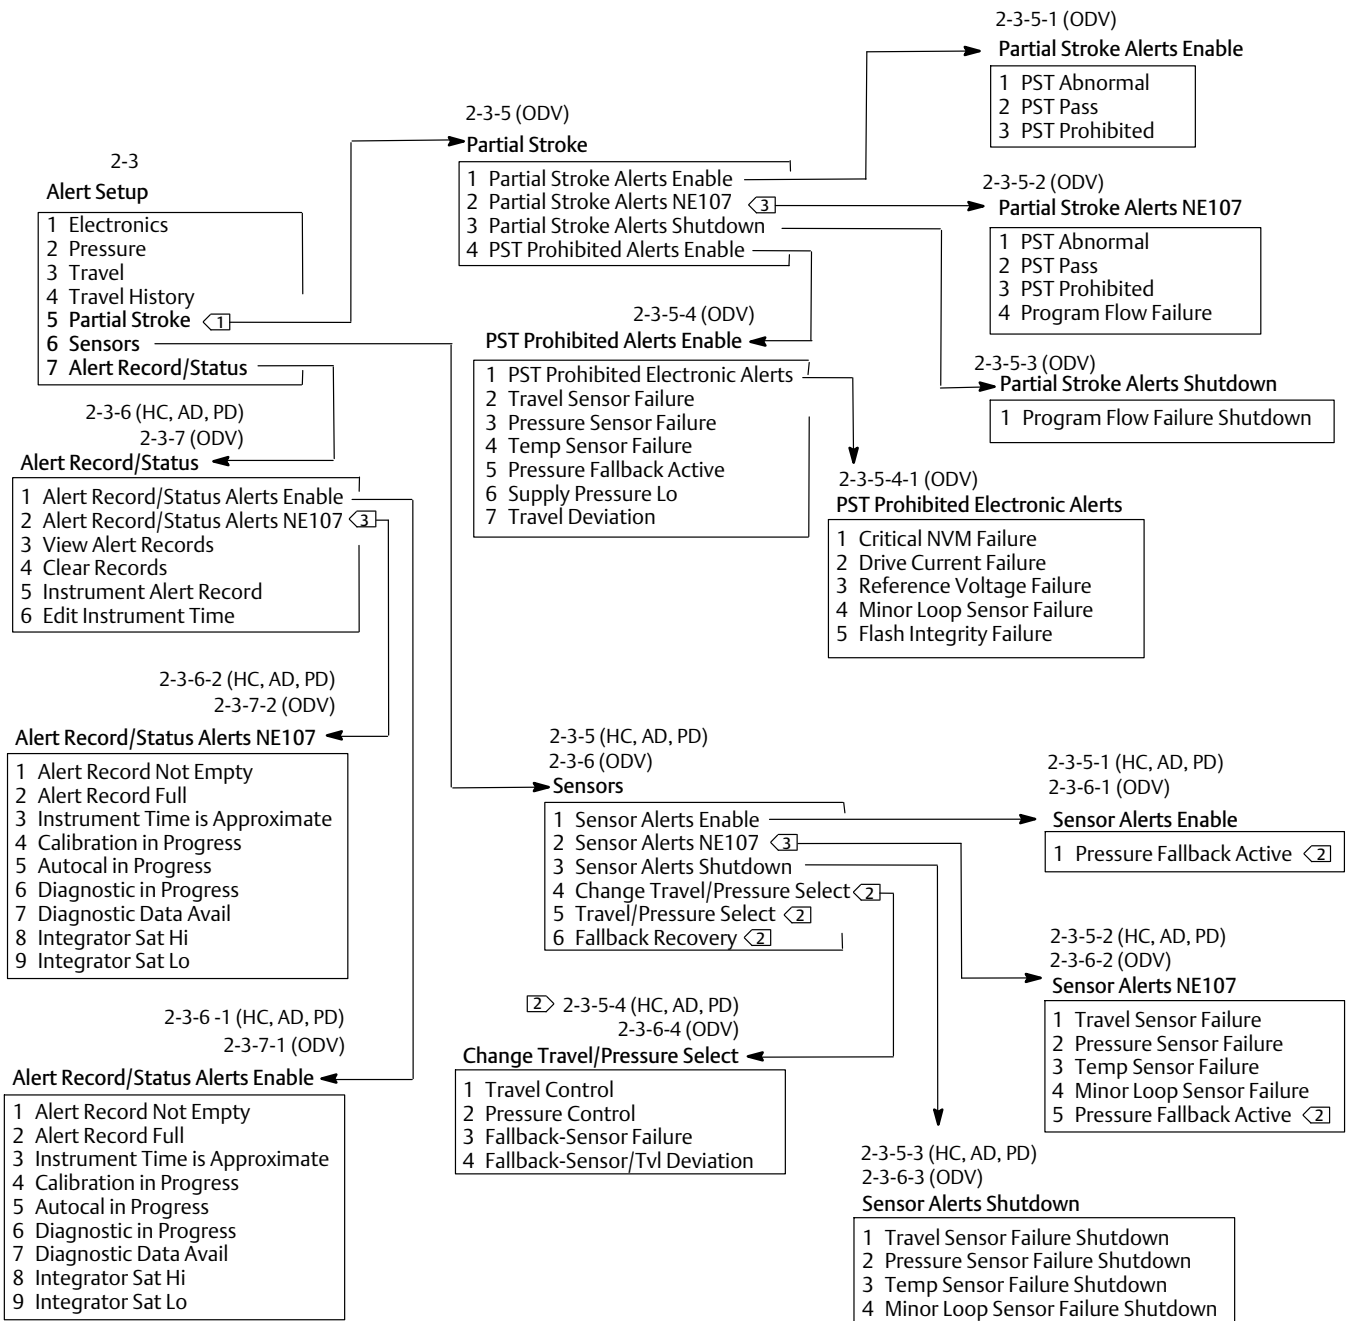 2-3
Alert Setup
1 Electronics
2 Pressure
3 Travel
4 Travel History
5 Partial Stroke 1
6 Sensors
7 Alert Record/Status
2-3-5 (ODV)
Partial Stroke
1 Partial Stroke Alerts Enable
2 Partial Stroke Alerts NE107 3
3 Partial Stroke Alerts Shutdown
4 PST Prohibited Alerts Enable
2-3-5-1 (ODV)
Partial Stroke Alerts Enable
1 PST Abnormal
2 PST Pass
3 PST Prohibited
2-3-5-2 (ODV)
Partial Stroke Alerts NE107
1 PST Abnormal
2 PST Pass
3 PST Prohibited
4 Program Flow Failure
2-3-5-3 (ODV)
Partial Stroke Alerts Shutdown
1 Program Flow Failure Shutdown
2-3-5-4 (ODV)
PST Prohibited Alerts Enable
1 PST Prohibited Electronic Alerts
2 Travel Sensor Failure
3 Pressure Sensor Failure
4 Temp Sensor Failure
5 Pressure Fallback Active
6 Supply Pressure Lo
7 Travel Deviation
2-3-5-4-1 (ODV)
PST Prohibited Electronic Alerts
1 Critical NVM Failure
2 Drive Current Failure
3 Reference Voltage Failure
4 Minor Loop Sensor Failure
5 Flash Integrity Failure
2-3-6 (HC, AD, PD)
2-3-7 (ODV)
Alert Record/Status
1 Alert Record/Status Alerts Enable
2 Alert Record/Status Alerts NE107 3
3 View Alert Records
4 Clear Records
5 Instrument Alert Record
6 Edit Instrument Time
2-3-6-2 (HC, AD, PD)
2-3-7-2 (ODV)
Alert Record/Status Alerts NE107
1 Alert Record Not Empty
2 Alert Record Full
3 Instrument Time is Approximate
4 Calibration in Progress
5 Autocal in Progress
6 Diagnostic in Progress
7 Diagnostic Data Avail
8 Integrator Sat Hi
9 Integrator Sat Lo
2-3-6 -1 (HC, AD, PD)
2-3-7-1 (ODV)
Alert Record/Status Alerts Enable
1 Alert Record Not Empty
2 Alert Record Full
3 Instrument Time is Approximate
4 Calibration in Progress
5 Autocal in Progress
6 Diagnostic in Progress
7 Diagnostic Data Avail
8 Integrator Sat Hi
9 Integrator Sat Lo
2-3-5 (HC, AD, PD)
2-3-6 (ODV)
Sensors
1 Sensor Alerts Enable
2 Sensor Alerts NE107 3
3 Sensor Alerts Shutdown
4 Change Travel/Pressure Select 2
5 Travel/Pressure Select 2
6 Fallback Recovery 2
2-3-5-1 (HC, AD, PD)
2-3-6-1 (ODV)
Sensor Alerts Enable
1 Pressure Fallback Active 2
2-3-5-2 (HC, AD, PD)
2-3-6-2 (ODV)
Sensor Alerts NE107
1 Travel Sensor Failure
2 Pressure Sensor Failure
3 Temp Sensor Failure
4 Minor Loop Sensor Failure
5 Pressure Fallback Active 2
2 2-3-5-4 (HC, AD, PD)
2-3-6-4 (ODV)
Change Travel/Pressure Select
1 Travel Control
2 Pressure Control
3 Fallback-Sensor Failure
4 Fallback-Sensor/Tvl Deviation
2-3-5-3 (HC, AD, PD)
2-3-6-3 (ODV)
Sensor Alerts Shutdown
1 Travel Sensor Failure Shutdown
2 Pressure Sensor Failure Shutdown
3 Temp Sensor Failure Shutdown
4 Minor Loop Sensor Failure Shutdown